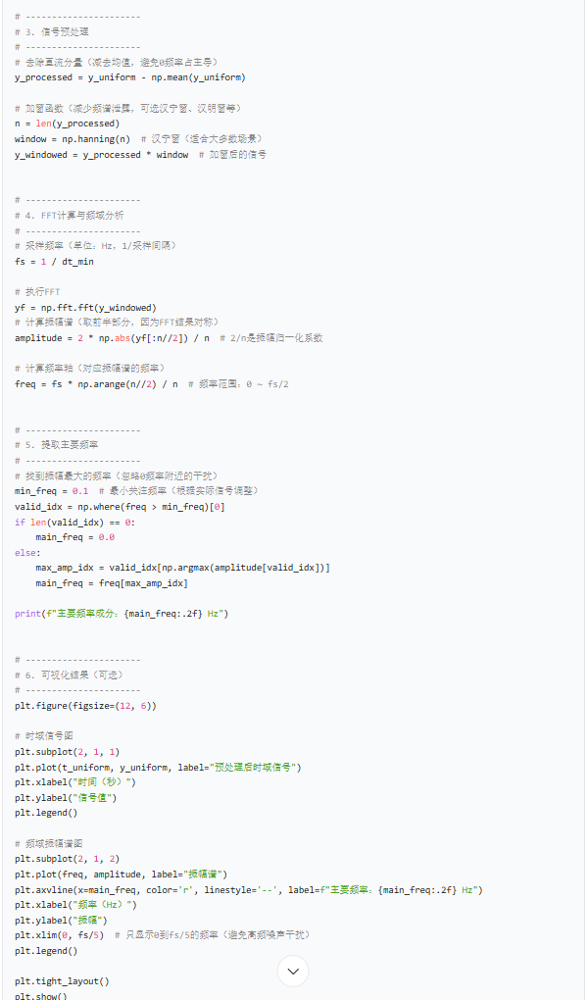 # ----------------------
# 3. 信号预处理
# ----------------------
# 去除直流分量（减去均值，避免0频率占主导）
y_processed = y_uniform - np.mean(y_uniform)
# 加窗函数（减少频谱泄露，可选汉宁窗、汉明窗等）
n = len(y_processed)
window = np.hanning(n)  # 汉宁窗（适合大多数场景）
y_windowed = y_processed * window  # 加窗后的信号
# ----------------------
# 4. FFT计算与频域分析
# ----------------------
# 采样频率（单位：Hz，1/采样间隔）
fs = 1 / dt_min
# 执行FFT
yf = np.fft.fft(y_windowed)
# 计算振幅谱（取前半部分，因为FFT结果对称）
amplitude = 2 * np.abs(yf[:n//2]) / n  # 2/n是振幅归一化系数
# 计算频率轴（对应振幅谱的频率）
freq = fs * np.arange(n//2) / n  # 频率范围：0 ~ fs/2
# ----------------------
# 5. 提取主要频率
# ----------------------
# 找到振幅最大的频率（忽略0频率附近的干扰）
min_freq = 0.1  # 最小关注频率（根据实际信号调整）
valid_idx = np.where(freq > min_freq)[0]
if len(valid_idx) == 0:
    main_freq = 0.0
else:
    max_amp_idx = valid_idx[np.argmax(amplitude[valid_idx])]
    main_freq = freq[max_amp_idx]
print(f"主要频率成分：{main_freq:.2f} Hz")
# ----------------------
# 6. 可视化结果（可选）
# ----------------------
plt.figure(figsize=(12, 6))
# 时域信号图
plt.subplot(2, 1, 1)
plt.plot(t_uniform, y_uniform, label="预处理后时域信号")
plt.xlabel("时间（秒）")
plt.ylabel("信号值")
plt.legend()
# 频域振幅谱图
plt.subplot(2, 1, 2)
plt.plot(freq, amplitude, label="振幅谱")
plt.axvline(x=main_freq, color='r', linestyle='--', label=f"主要频率：{main_freq:.2f} Hz")
plt.xlabel("频率（Hz）")
plt.ylabel("振幅")
plt.xlim(0, fs/5)  # 只显示0到fs/5的频率（避免高频噪声干扰）
plt.legend()
plt.tight_layout()
plt.show()